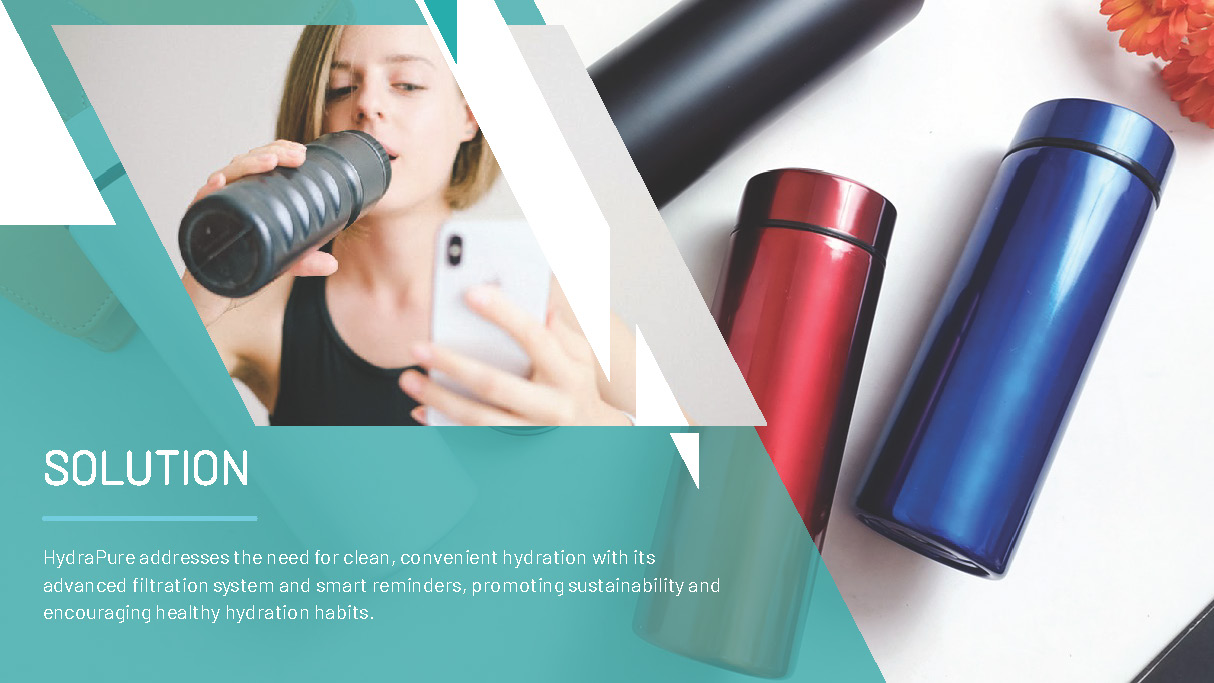 SOLUTION
HydraPure addresses the need for clean, convenient hydration with its
advanced filtration system and smart reminders, promoting sustainability and
encouraging healthy hydration habits.